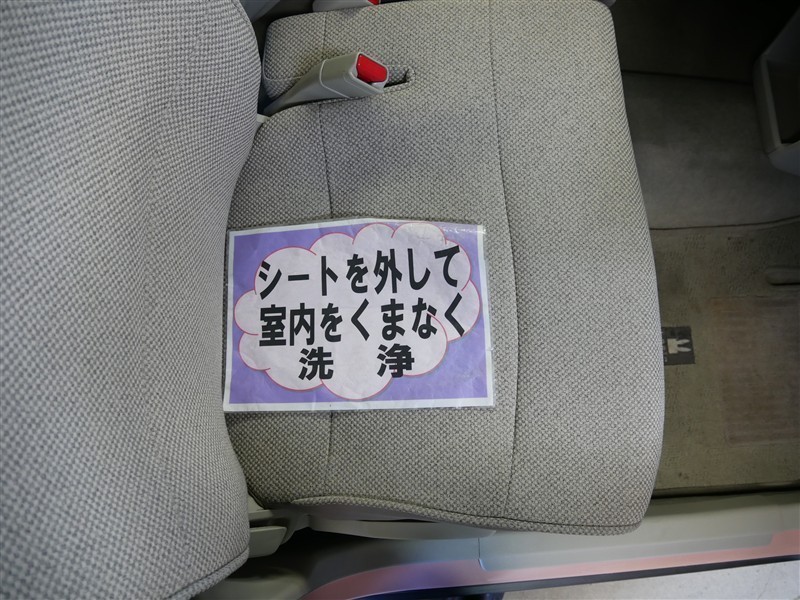 シートを外して
室内をくまなく
洗　浄